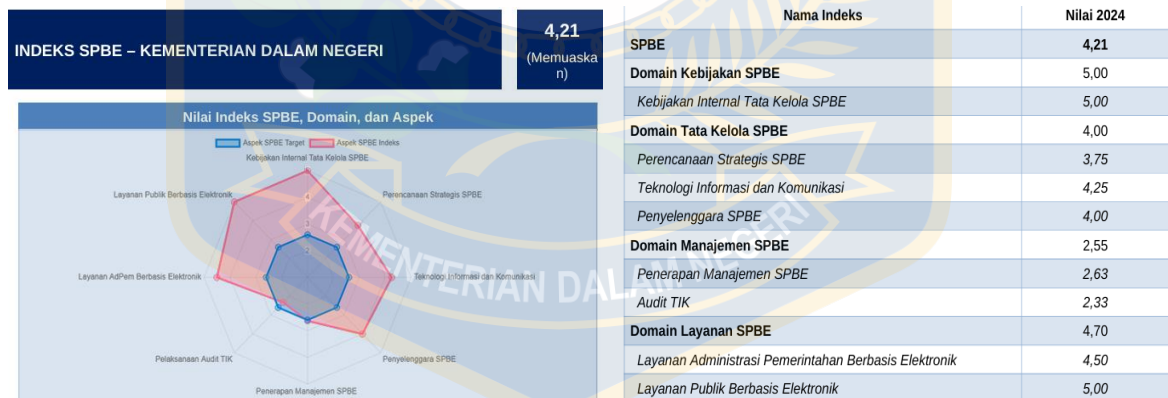 INDEKS SPBE – KEMENTERIAN DALAM NEGERI
4,21
(Memuaska
n)
Nilai Indeks SPBE, Domain, dan Aspek
Aspek SPBE Target
Aspek SPBE Indeks
Kebijakan Internal Tata Kelola SPBE
Layanan Publik Berbasis Elektronik
Perencanaan Strategis SPBE
4
3
2
Layanan AdPem Berbasis Elektronik
Teknologi Informasi dan Komunikasi
Pelaksanaan Audit TIK
Penyelenggara SPBE
Penerapan Manajemen SPBE
Nama Indeks Nilai 2024
SPBE 4,21
Domain Kebijakan SPBE 5,00
Kebijakan Internal Tata Kelola SPBE 5,00
Domain Tata Kelola SPBE 4,00
Perencanaan Strategis SPBE 3,75
Teknologi Informasi dan Komunikasi 4,25
Penyelenggara SPBE 4,00
Domain Manajemen SPBE 2,55
Penerapan Manajemen SPBE 2,63
Audit TIK 2,33
Domain Layanan SPBE 4,70
Layanan Administrasi Pemerintahan Berbasis Elektronik 4,50
Layanan Publik Berbasis Elektronik 5,00
KEMENTERIAN DALAM NEGERI